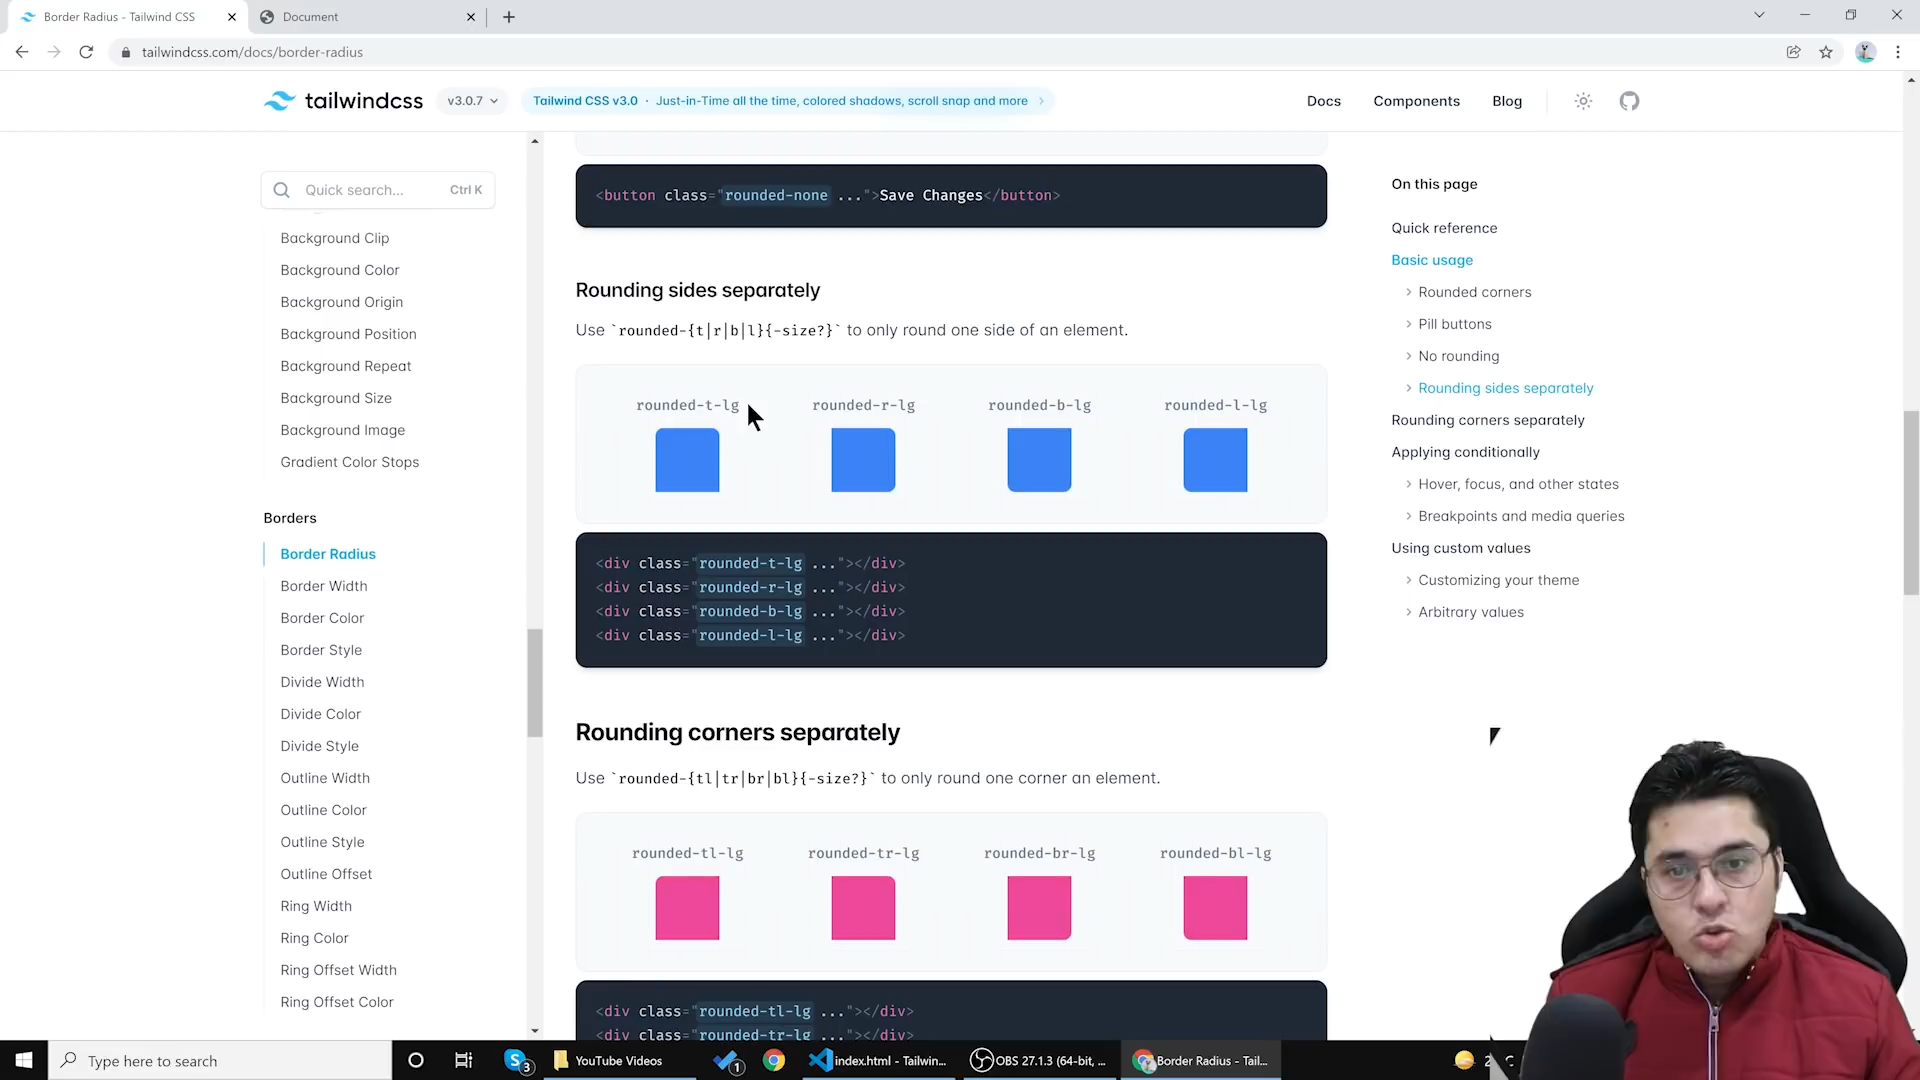 Border Radius - Tailwind CSS
Document
tailwindcss.com/docs/border-radius
tailwindcss
v3.0.7
Tailwind CSS v3.0 · Just-in-Time all the time, colored shadows, scroll snap and more
Docs
Components
Blog
Quick search...
Ctrl K
Background Clip
Background Color
Background Origin
Background Position
Background Repeat
Background Size
Background Image
Gradient Color Stops
Borders
Border Radius
Border Width
Border Color
Border Style
Divide Width
Divide Color
Divide Style
Outline Width
Outline Color
Outline Style
Outline Offset
Ring Width
Ring Color
Ring Offset Width
Ring Offset Color
<button class="rounded-none ...">Save Changes</button>
Rounding sides separately
Use `rounded-{t|r|b|l}{-size?}` to only round one side of an element.
rounded-t-lg
rounded-r-lg
rounded-b-lg
rounded-l-lg
<div class="rounded-t-lg ..."></div>
<div class="rounded-r-lg ..."></div>
<div class="rounded-b-lg ..."></div>
<div class="rounded-l-lg ..."></div>
Rounding corners separately
Use `rounded-{tl|tr|br|bl}{-size?}` to only round one corner an element.
rounded-tl-lg
rounded-tr-lg
rounded-br-lg
rounded-bl-lg
<div class="rounded-tl-lg ..."></div>
<div class="rounded-tr-lg ..."></div>
On this page
Quick reference
Basic usage
Rounded corners
Pill buttons
No rounding
Rounding sides separately
Rounding corners separately
Applying conditionally
Hover, focus, and other states
Breakpoints and media queries
Using custom values
Customizing your theme
Arbitrary values
Type here to search
3
YouTube Videos
1
index.html - Tailwin...
OBS 27.1.3 (64-bit, ...
Border Radius - Tail...